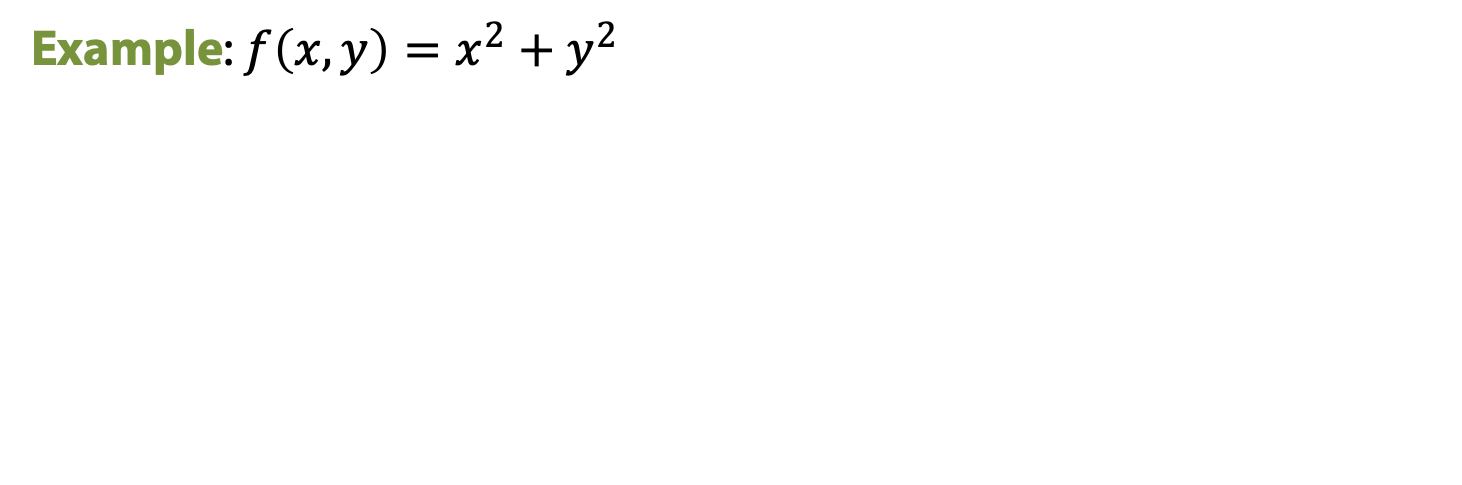 Example: f(x, y) = x² + y²